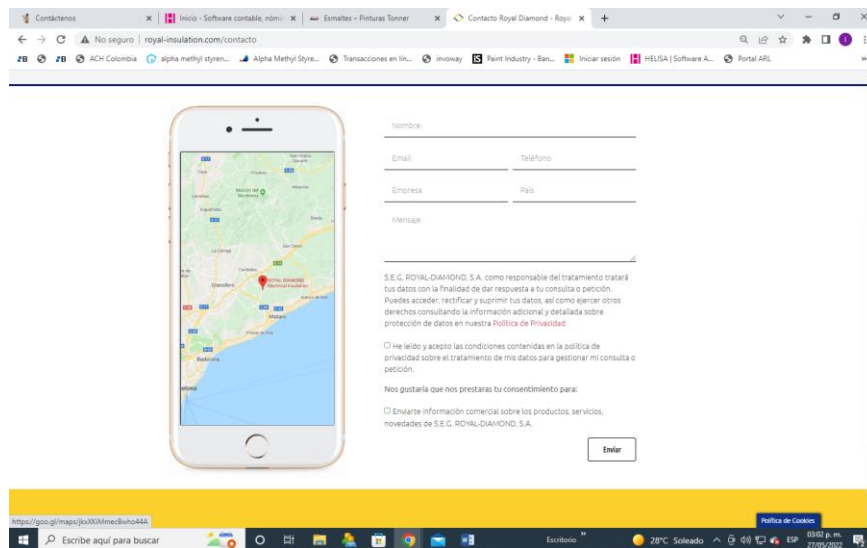 Contáctenos
Inicio - Software contable, nómi
Esmaltes – Pinturas Tonner
Contacto Royal Diamond - Roya
No seguro | royal-insulation.com/contacto
ACH Colombia
alpha methyl styren...
Alpha Methyl Styre...
Transacciones en lín...
invoway
Paint Industry - Ban...
Iniciar sesión
HELISA | Software A...
Portal ARL
Nombre
Email
Teléfono
Empresa
País
Mensaje
La Garriga
Cardedeu
Granollers
ROYAL DIAMOND
Mataró
Badalona
S.E.G. ROYAL-DIAMOND, S.A. como responsable del tratamiento tratará
tus datos con la finalidad de dar respuesta a tu consulta o petición.
Puedes acceder, rectificar y suprimir tus datos, así como ejercer otros
derechos consultando la información adicional y detallada sobre
protección de datos en nuestra Política de Privacidad
He leído y acepto las condiciones contenidas en la política de
privacidad sobre el tratamiento de mis datos para gestionar mi consulta o
petición.
Nos gustaría que nos prestaras tu consentimiento para:
Enviarte información comercial sobre los productos, servicios,
novedades de S.E.G. ROYAL-DIAMOND, S.A.
Enviar
Política de Cookies
Escribe aquí para buscar
Escritorio
28°C Soleado
ESP
03:02 p. m.
27/05/2022